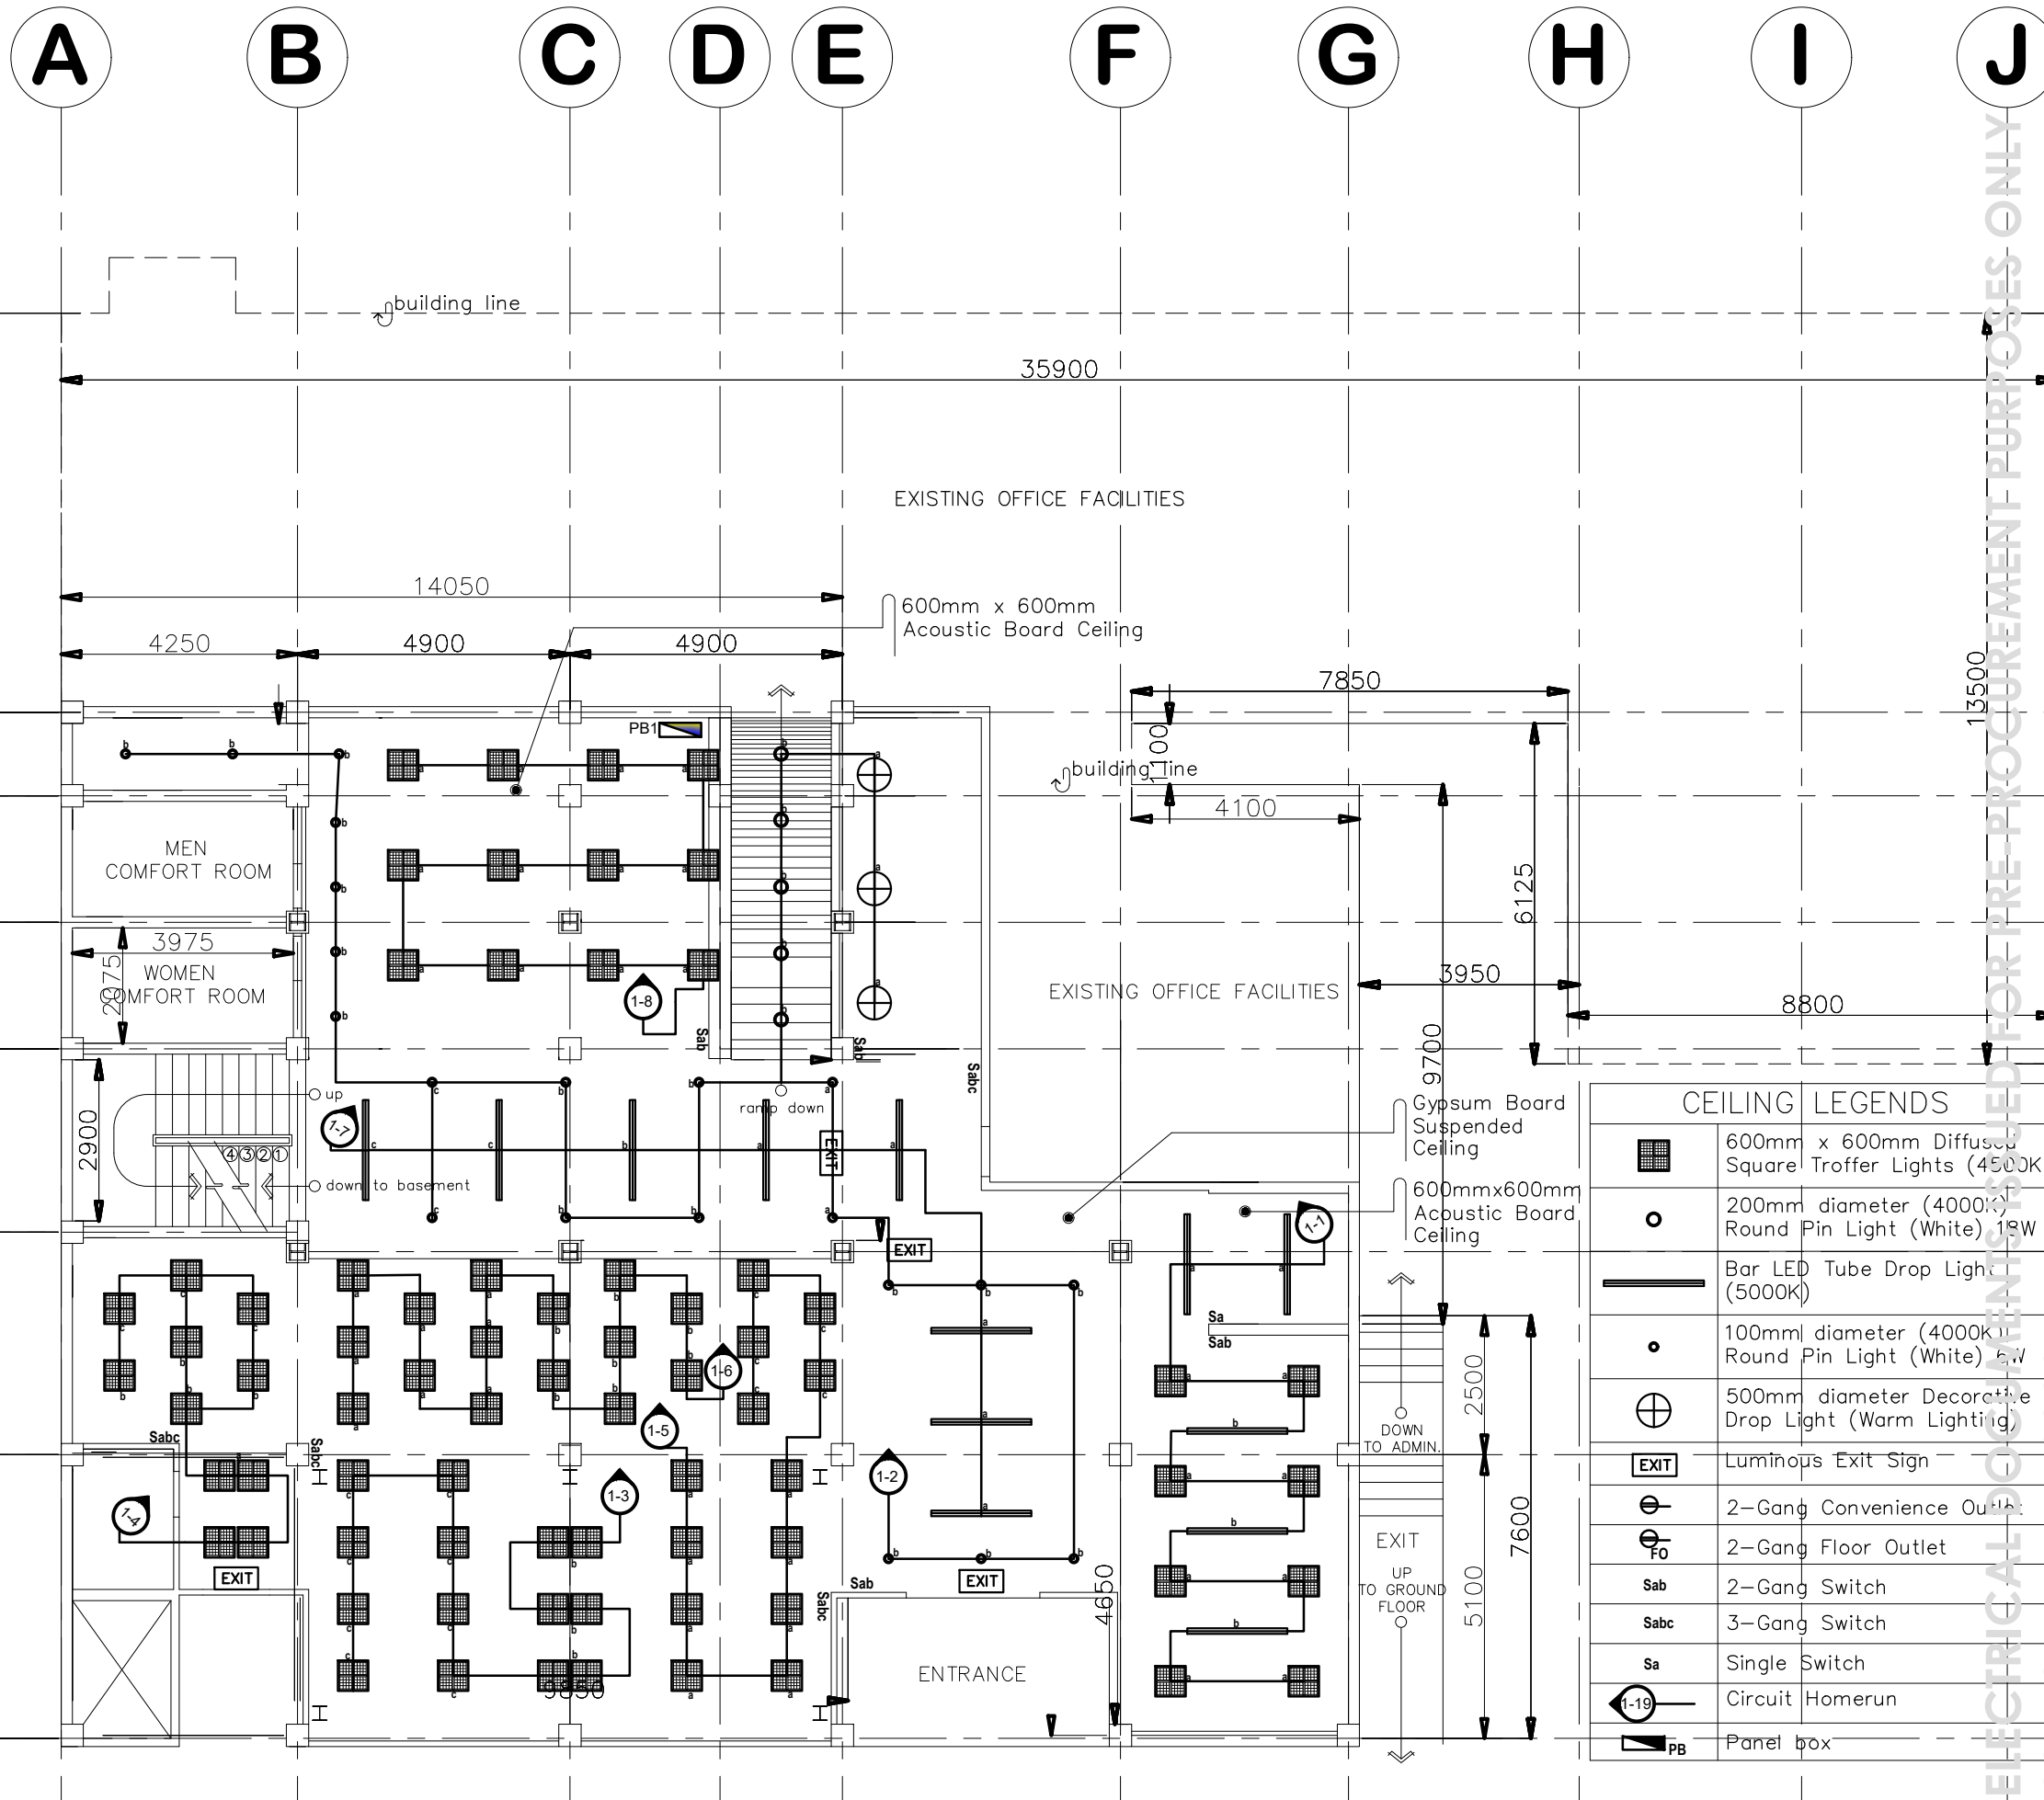 A B C D E F G H I J
building line
35900
EXISTING OFFICE FACILITIES
14050
600mm x 600mm
Acoustic Board Ceiling
4250
4900
4900
7850
13500
PB1
1100
building line
4100
6125
MEN
COMFORT ROOM
3975
2975
WOMEN
COMFORT ROOM
1-8
EXISTING OFFICE FACILITIES
3950
8800
9700
Sab
Sab
Sabc
up
ramp down
1-7
2900
4 3 2 1
down to basement
EXIT
Gypsum Board
Suspended
Ceiling
600mmx600mm
Acoustic Board
Ceiling
1-1
EXIT
Sa
Sab
1-6
1-5
2500
DOWN
TO ADMIN.
Sabc
Sabc
1-4
1-3
1-2
7600
EXIT
UP
TO GROUND
FLOOR
5100
EXIT
EXIT
Sab
Sabc
4650
ENTRANCE
CEILING LEGENDS
600mm x 600mm Diffused
Square Troffer Lights (4500K
200mm diameter (4000K)
Round Pin Light (White) 18W
Bar LED Tube Drop Light
(5000K)
100mm diameter (4000K)
Round Pin Light (White) 6W
500mm diameter Decorative
Drop Light (Warm Lighting)
EXIT Luminous Exit Sign
2-Gang Convenience Outlet
FO 2-Gang Floor Outlet
Sab 2-Gang Switch
Sabc 3-Gang Switch
Sa Single Switch
1-19 Circuit Homerun
PB Panel box
ELECTRICAL DOCUMENTS ISSUED FOR PRE-PROCUREMENT PURPOSES ONLY